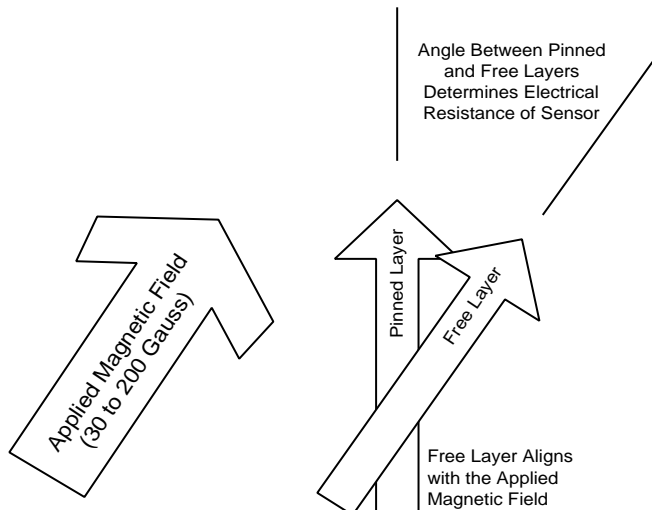 Angle Between Pinned
and Free Layers
Determines Electrical
Resistance of Sensor
Applied Magnetic Field
(30 to 200 Gauss)
Pinned Layer
Free Layer
Free Layer Aligns
with the Applied
Magnetic Field